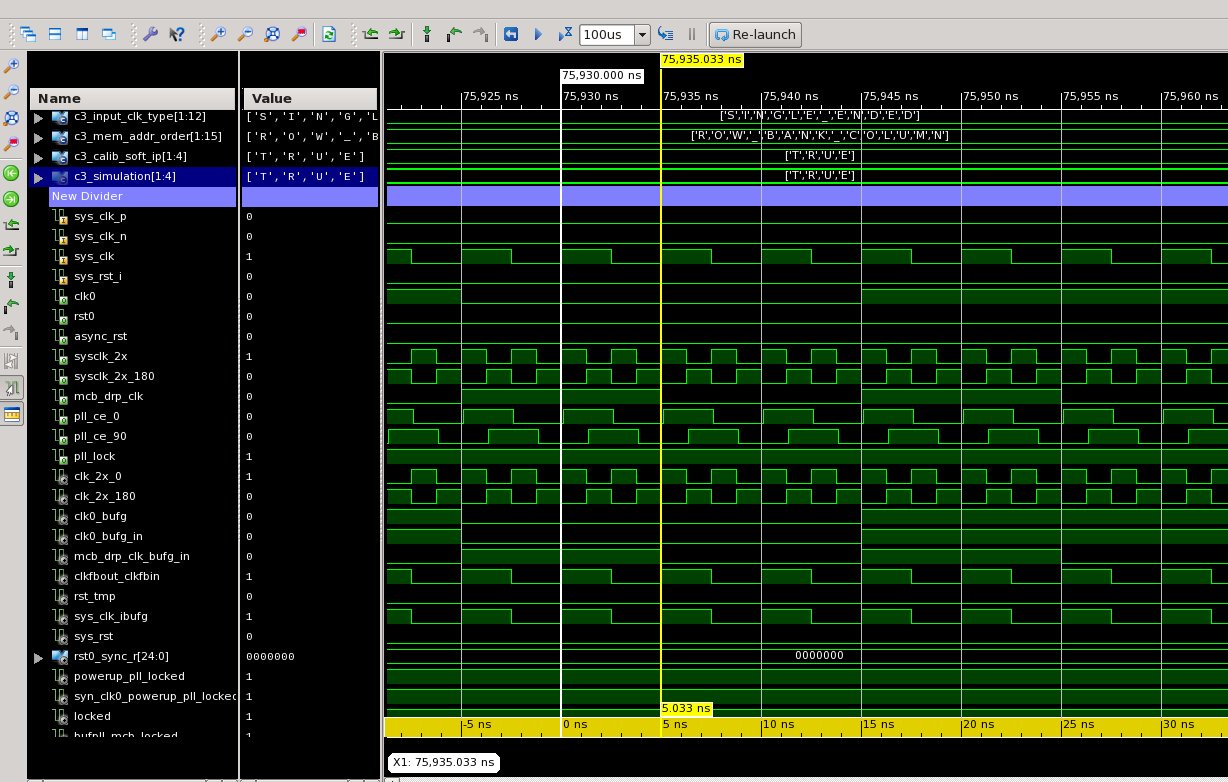 100us Re-launch
75,935.033 ns
75,930.000 ns
Name Value 75,925 ns 75,930 ns 75,935 ns 75,940 ns 75,945 ns 75,950 ns 75,955 ns 75,960 ns
c3_input_clk_type[1:12] ['S','I','N','G','L ['S','I','N','G','L','E','_','E','N','D','E','D']
c3_mem_addr_order[1:15] ['R','O','W','_','B ['R','O','W','_','B','A','N','K','_','C','O','L','U','M','N']
c3_calib_soft_ip[1:4] ['T','R','U','E'] ['T','R','U','E']
c3_simulation[1:4] ['T','R','U','E'] ['T','R','U','E']
New Divider
sys_clk_p 0
sys_clk_n 0
sys_clk 1
sys_rst_i 0
clk0 0
rst0 0
async_rst 0
sysclk_2x 1
sysclk_2x_180 0
mcb_drp_clk 0
pll_ce_0 0
pll_ce_90 0
pll_lock 1
clk_2x_0 1
clk_2x_180 0
clk0_bufg 0
clk0_bufg_in 0
mcb_drp_clk_bufg_in 0
clkfbout_clkfbin 1
rst_tmp 0
sys_clk_ibufg 1
sys_rst 0
rst0_sync_r[24:0] 0000000 0000000
powerup_pll_locked 1
syn_clk0_powerup_pll_locked 1
5.033 ns
locked 1
-5 ns 0 ns 5 ns 10 ns 15 ns 20 ns 25 ns 30 ns
bufpll_mcb_locked 1
X1: 75,935.033 ns